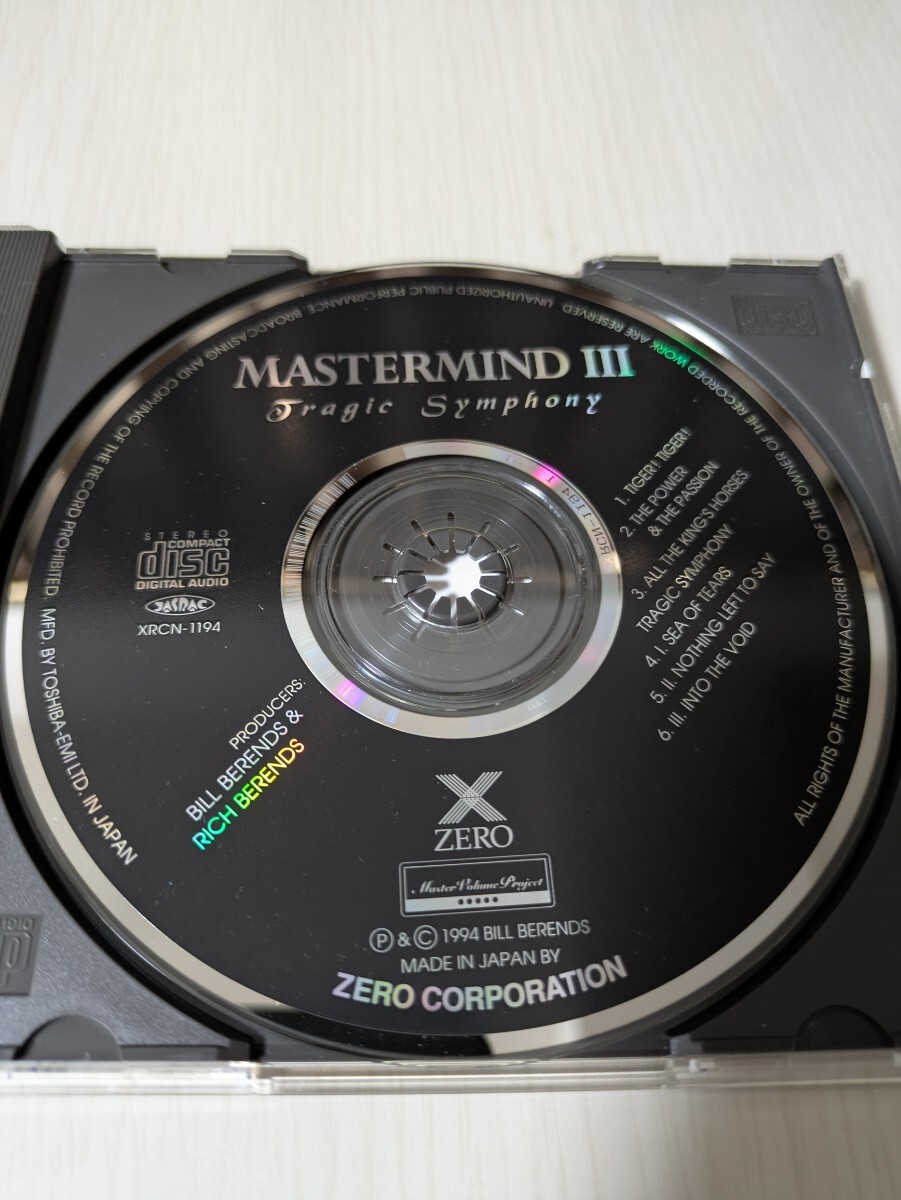 MASTERMIND III
Tragic Symphony
1. TIGER! TIGER!
2. THE POWER
& THE PASSION
3. ALL THE KING'S HORSES
TRAGIC SYMPHONY
4. I. SEA OF TEARS
5. II. NOTHING LEFT TO SAY
6. III. INTO THE VOID
STEREO
COMPACT
disc
DIGITAL AUDIO
JASRAC
XRCN-1194
PRODUCERS:
BILL BERENDS &
RICH BERENDS
ZERO
Master Volume Project
Ⓟ & © 1994 BILL BERENDS
MADE IN JAPAN BY
ZERO CORPORATION
ALL RIGHTS OF THE MANUFACTURER AND OF THE OWNER OF THE RECORDED WORK ARE RESERVED UNAUTHORIZED PUBLIC PERFORMANCE BROADCASTING AND COPYING OF THE RECORD PROHIBITED MFD. BY TOSHIBA-EMI LTD. IN JAPAN